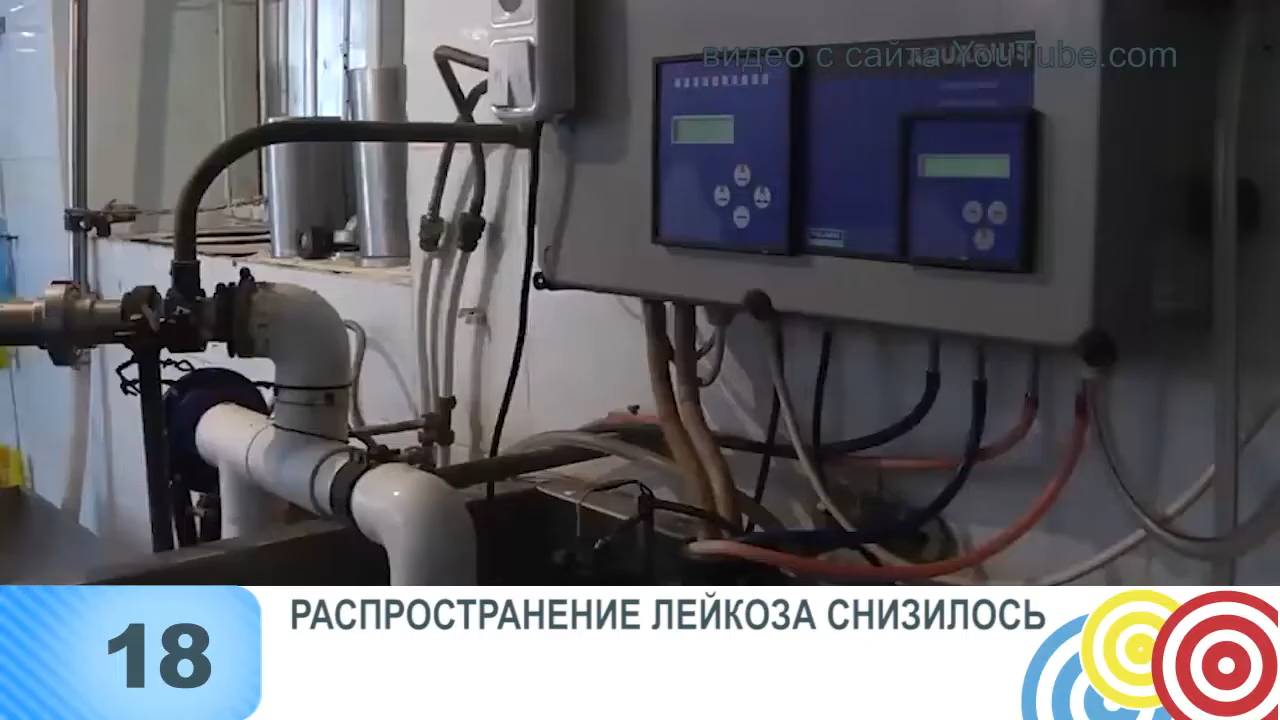 видео с сайта YouTube.com
18
РАСПРОСТРАНЕНИЕ ЛЕЙКОЗА СНИЗИЛОСЬ